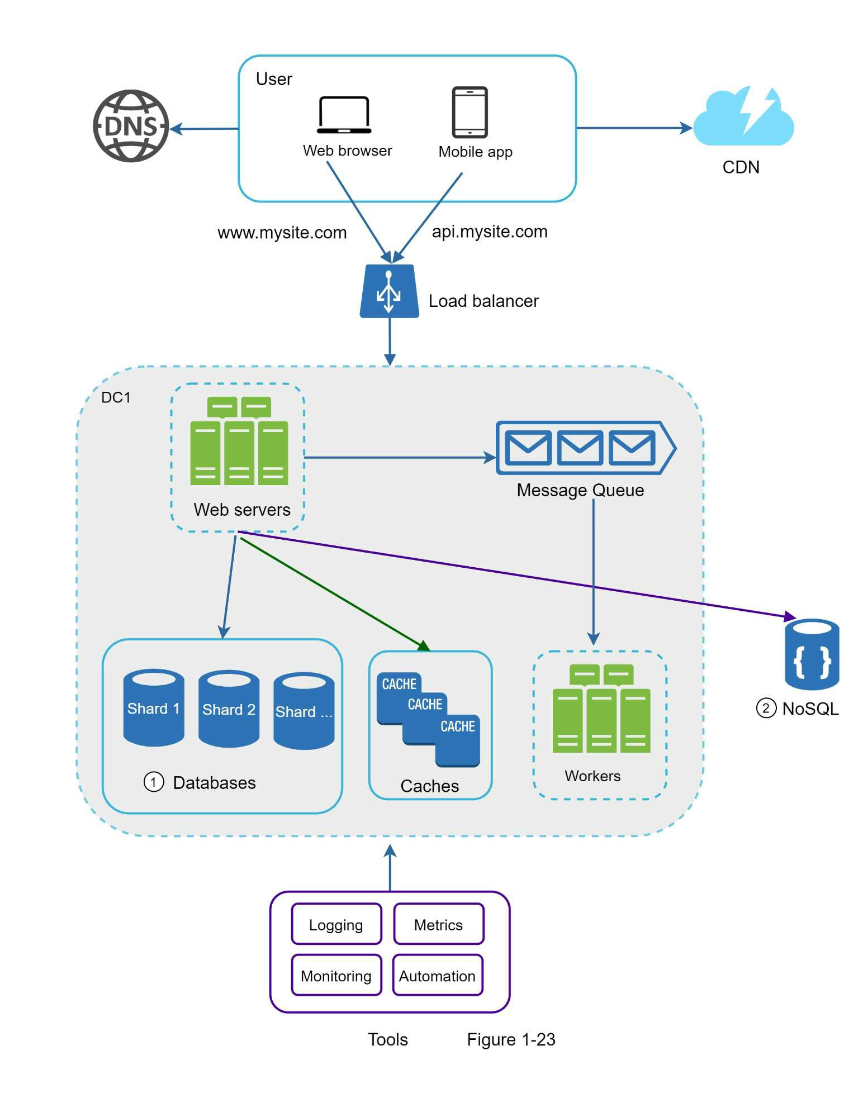 User
DNS
Web browser
Mobile app
CDN
www.mysite.com
api.mysite.com
Load balancer
DC1
Web servers
Message Queue
Shard 1
Shard 2
Shard ...
① Databases
CACHE
CACHE
CACHE
Caches
Workers
{ }
② NoSQL
Logging
Metrics
Monitoring
Automation
Tools
Figure 1-23